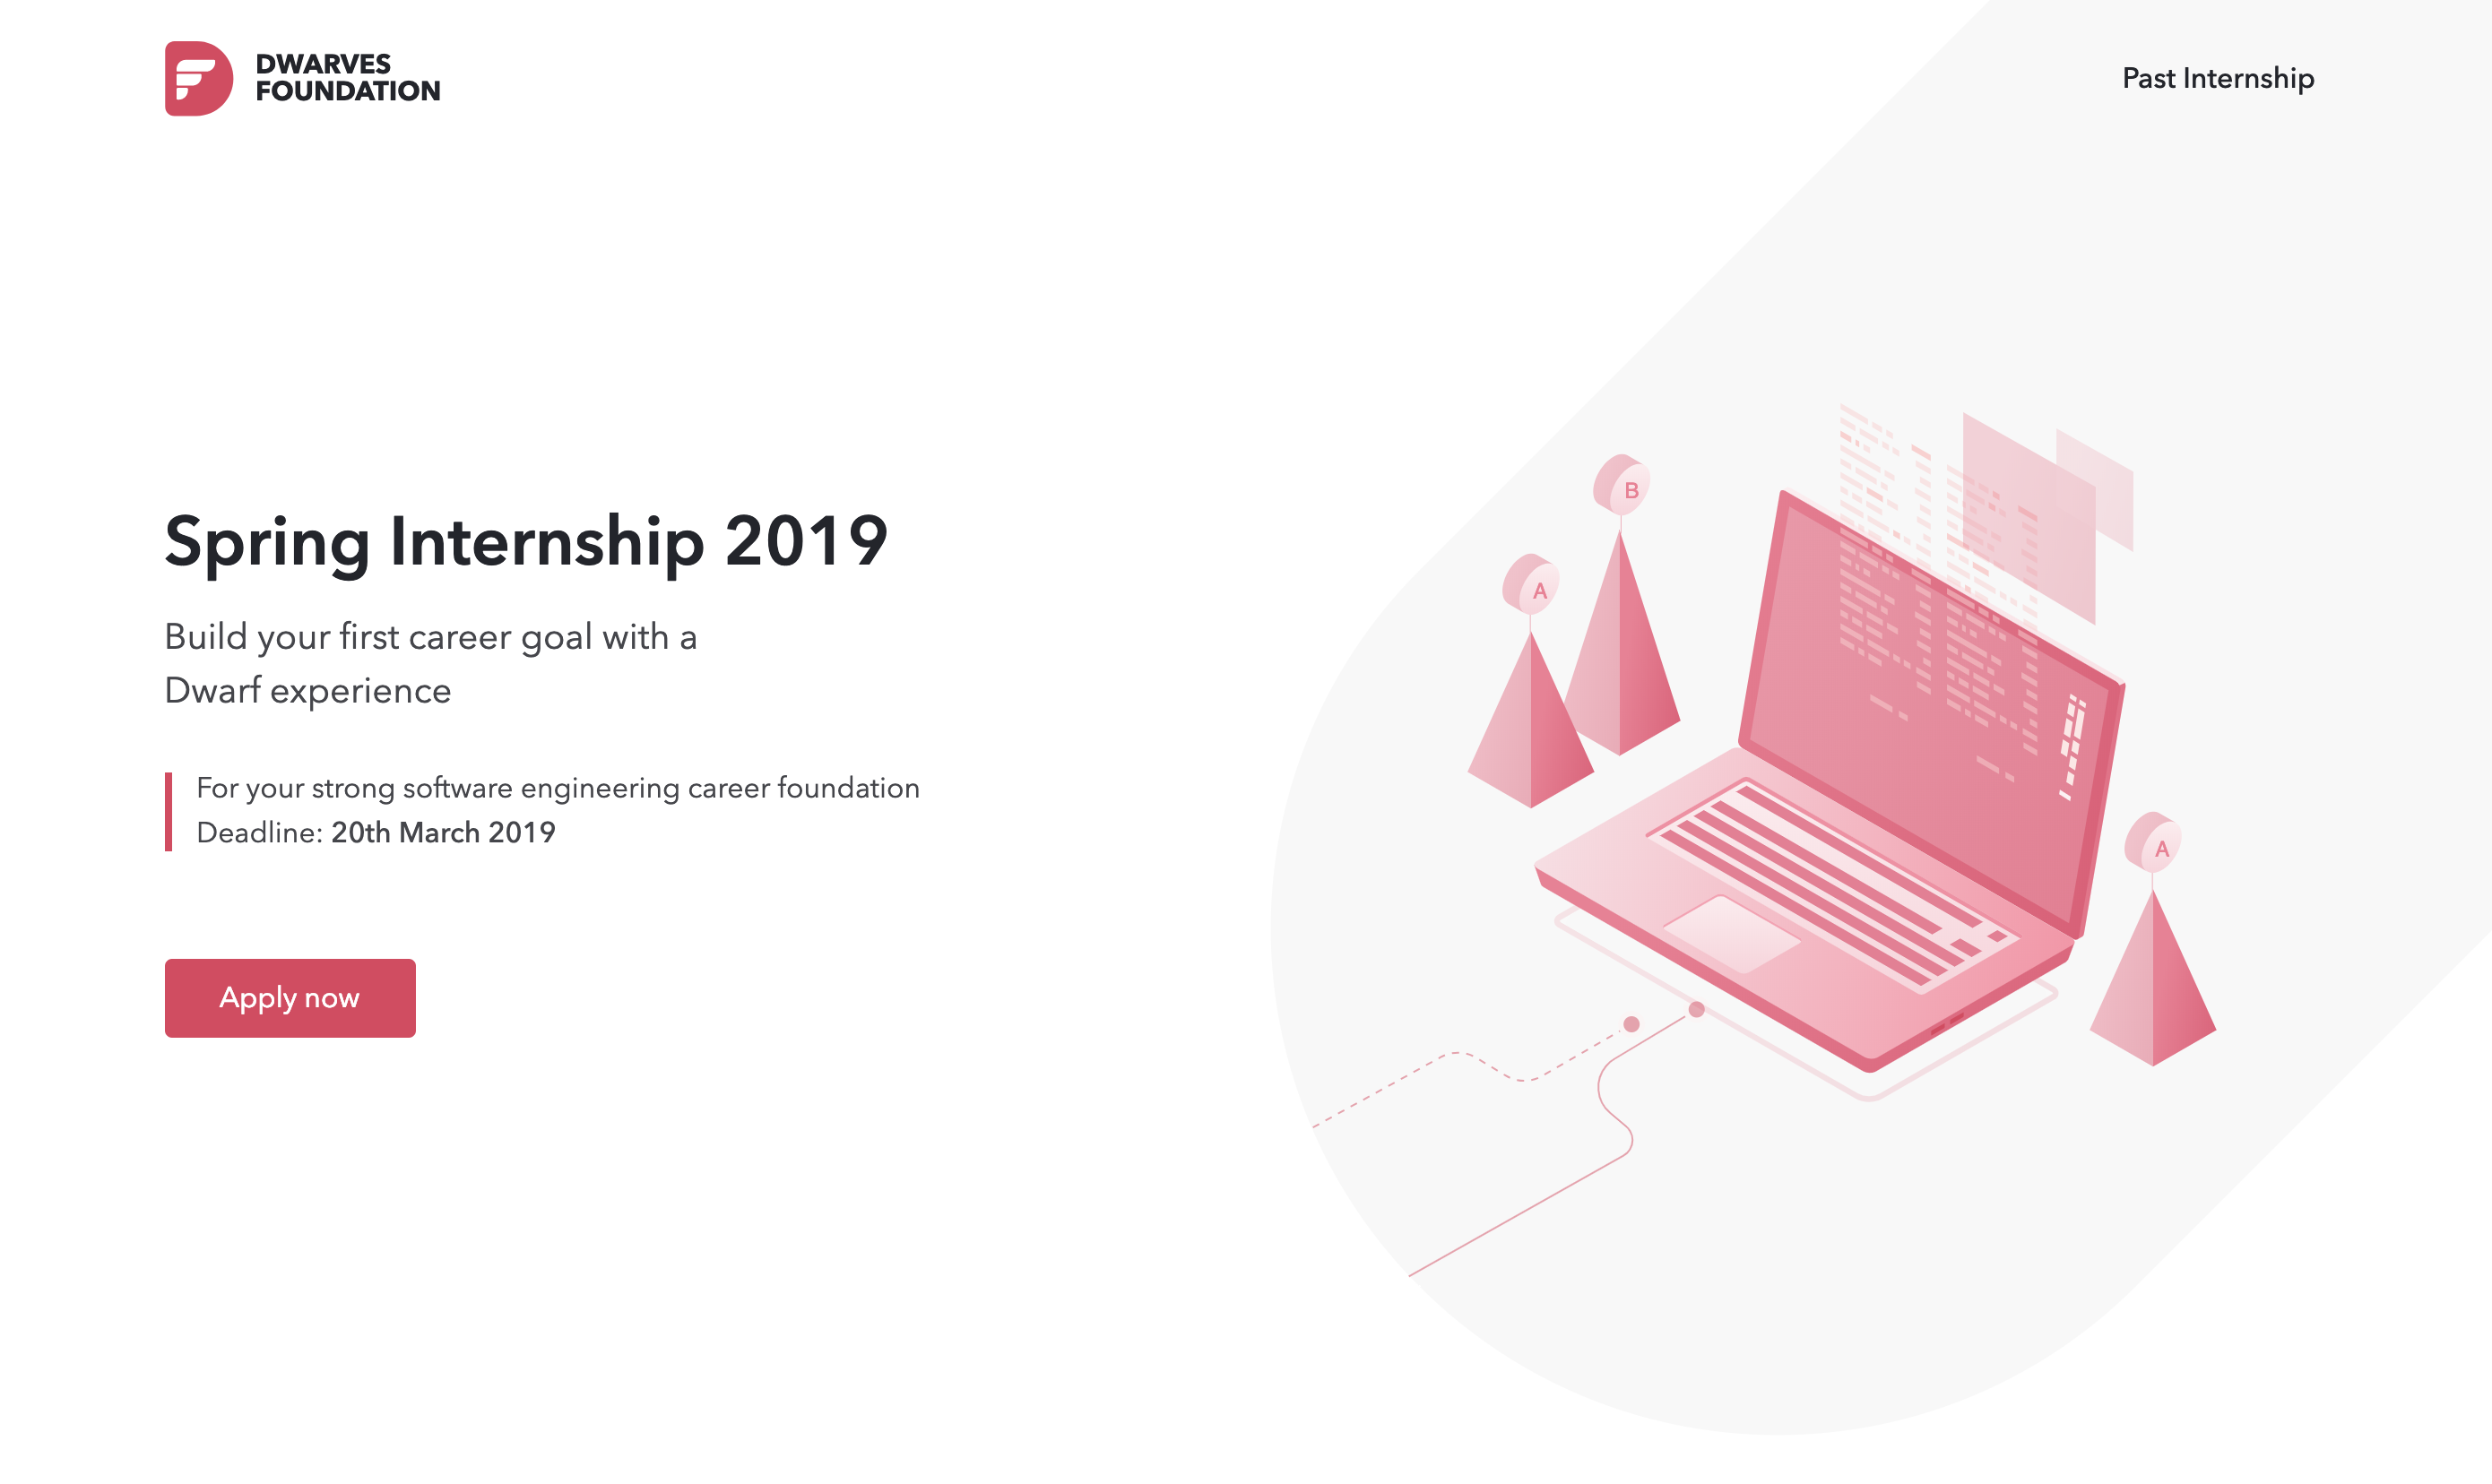 DWARVES
FOUNDATION
Past Internship
Spring Internship 2019
Build your first career goal with a
Dwarf experience
For your strong software engineering career foundation
Deadline: 20th March 2019
Apply now
B
A
A